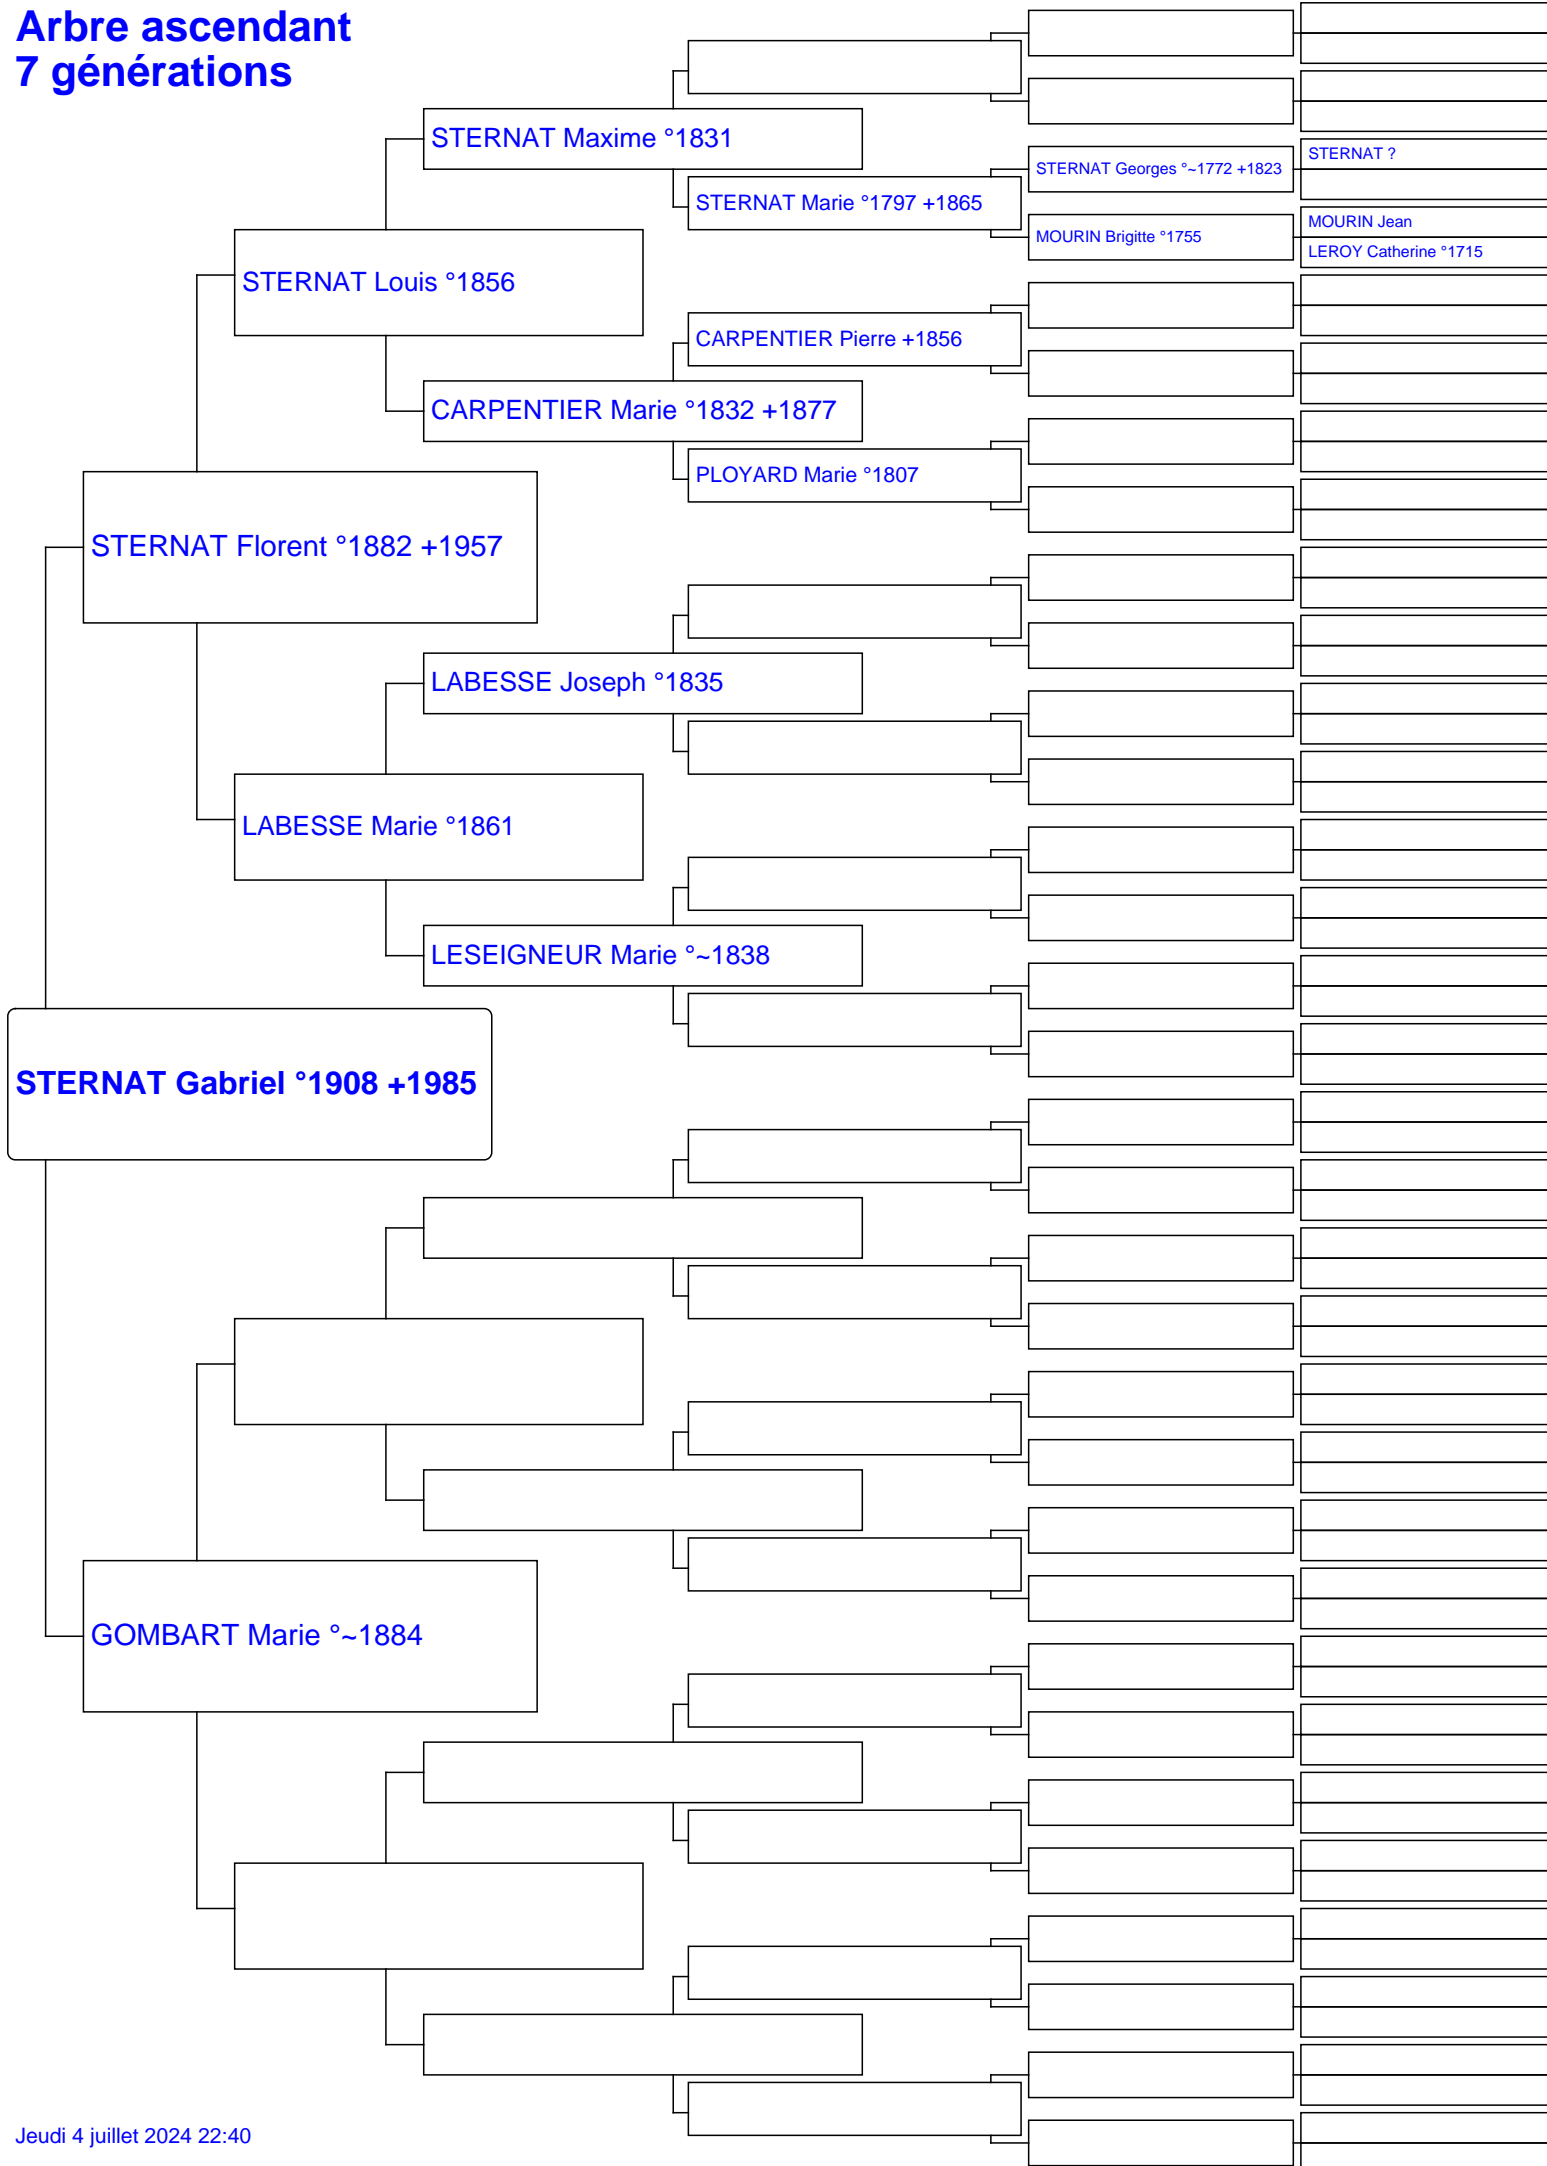 Arbre ascendant
7 générations
STERNAT Maxime °1831
STERNAT Georges °~1772 +1823
STERNAT ?
STERNAT Marie °1797 +1865
MOURIN Brigitte °1755
MOURIN Jean
LEROY Catherine °1715
STERNAT Louis °1856
CARPENTIER Pierre +1856
CARPENTIER Marie °1832 +1877
PLOYARD Marie °1807
STERNAT Florent °1882 +1957
LABESSE Joseph °1835
LABESSE Marie °1861
LESEIGNEUR Marie °~1838
STERNAT Gabriel °1908 +1985
GOMBART Marie °~1884
Jeudi 4 juillet 2024 22:40